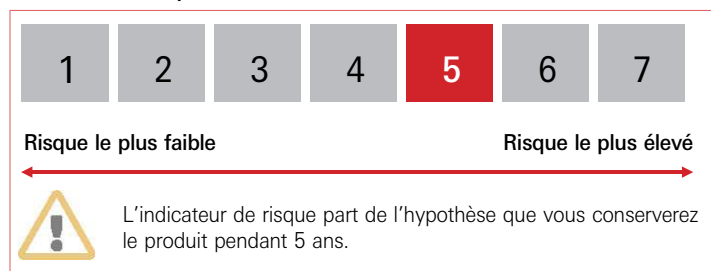 1 2 3 4 5 6 7
Risque le plus faible Risque le plus élevé
L'indicateur de risque part de l'hypothèse que vous conserverez
le produit pendant 5 ans.